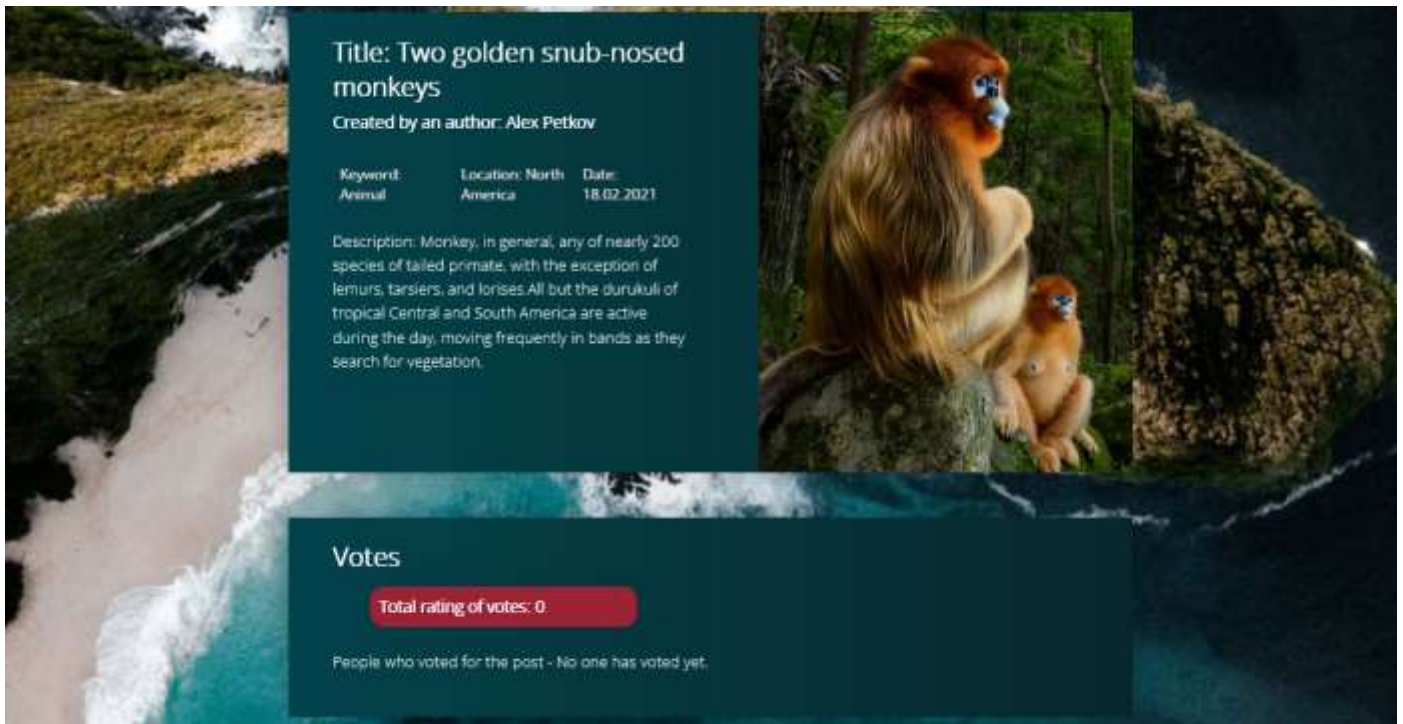 Title: Two golden snub-nosed
monkeys
Created by an author: Alex Petkov
Keyword:
Animal
Location: North
America
Date:
18.02.2021
Description: Monkey, in general, any of nearly 200
species of tailed primate, with the exception of
lemurs, tarsiers, and lorises.All but the durukuli of
tropical Central and South America are active
during the day, moving frequently in bands as they
search for vegetation.
Votes
Total rating of votes: 0
People who voted for the post - No one has voted yet.